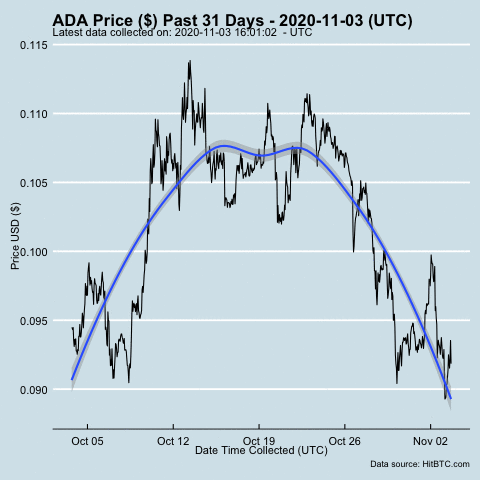 ADA Price ($) Past 31 Days - 2020-11-03 (UTC)
Latest data collected on: 2020-11-03 16:01:02  - UTC
0.115
0.110
0.105
0.100
0.095
0.090
Price USD ($)
Oct 05
Oct 12
Oct 19
Oct 26
Nov 02
Date Time Collected (UTC)
Data source: HitBTC.com